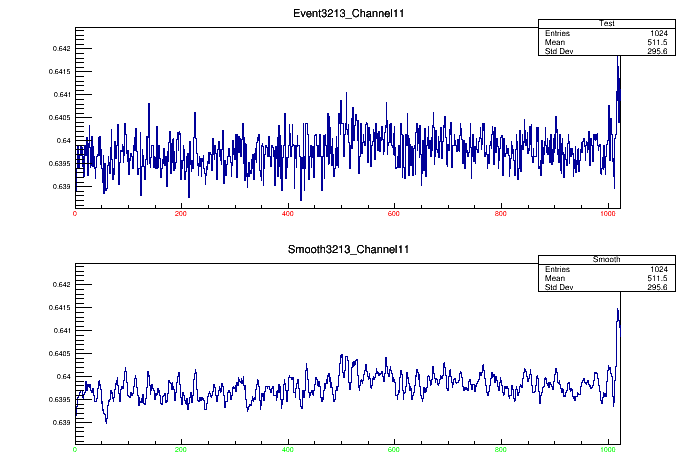 Event3213_Channel11
Test
Entries 1024
Mean 511.5
Std Dev 295.6
0.642
0.6415
0.641
0.6405
0.64
0.6395
0.639
0 200 400 600 800 1000
Smooth3213_Channel11
Smooth
Entries 1024
Mean 511.5
Std Dev 295.6
0.642
0.6415
0.641
0.6405
0.64
0.6395
0.639
0 200 400 600 800 1000